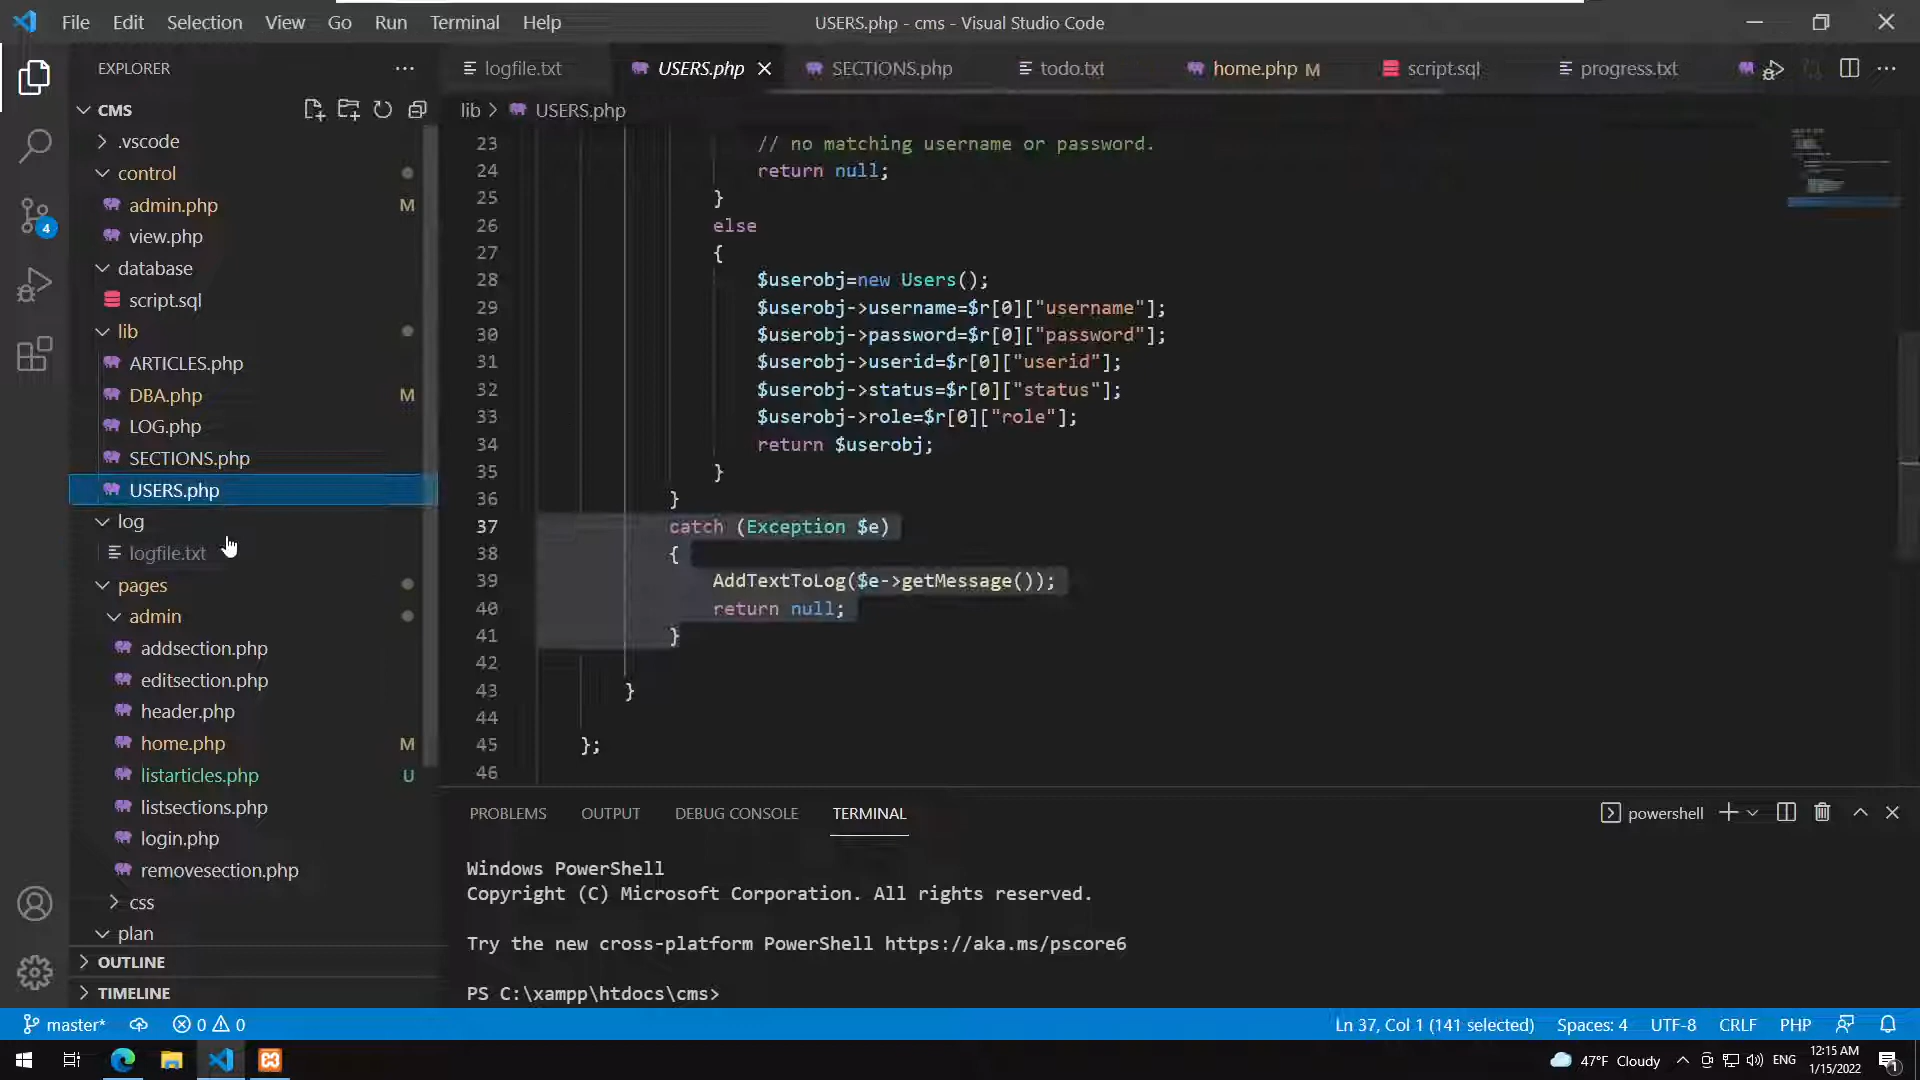 File Edit Selection View Go Run Terminal Help
USERS.php - cms - Visual Studio Code
EXPLORER
logfile.txt
USERS.php
SECTIONS.php
todo.txt
home.php M
script.sql
progress.txt
CMS
lib > USERS.php
.vscode
control
admin.php M
view.php
database
script.sql
lib
ARTICLES.php
DBA.php M
LOG.php
SECTIONS.php
USERS.php
log
logfile.txt
pages
admin
addsection.php
editsection.php
header.php
home.php M
listarticles.php U
listsections.php
login.php
removesection.php
css
plan
OUTLINE
TIMELINE
4
23 // no matching username or password.
24 return null;
25 }
26 else
27 {
28 $userobj=new Users();
29 $userobj->username=$r[0]["username"];
30 $userobj->password=$r[0]["password"];
31 $userobj->userid=$r[0]["userid"];
32 $userobj->status=$r[0]["status"];
33 $userobj->role=$r[0]["role"];
34 return $userobj;
35 }
36 }
37 catch (Exception $e)
38 {
39 AddTextToLog($e->getMessage());
40 return null;
41 }
42
43 }
44
45 };
46
PROBLEMS OUTPUT DEBUG CONSOLE TERMINAL
powershell
Windows PowerShell
Copyright (C) Microsoft Corporation. All rights reserved.
Try the new cross-platform PowerShell https://aka.ms/pscore6
PS C:\xampp\htdocs\cms>
master* 0 0
Ln 37, Col 1 (141 selected) Spaces: 4 UTF-8 CRLF PHP
47°F Cloudy ENG
12:15 AM
1/15/2022
1